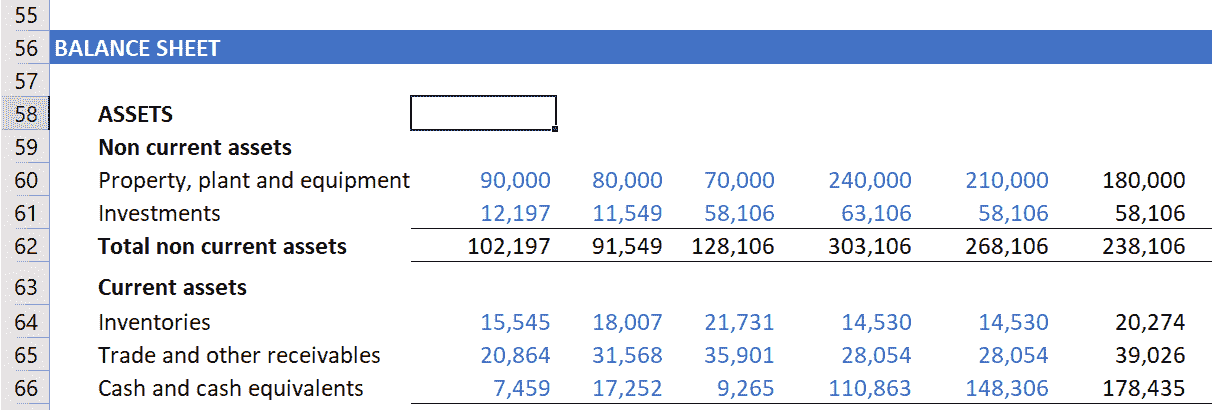 55
56 BALANCE SHEET
57
58 ASSETS
59 Non current assets
60 Property, plant and equipment 90,000 80,000 70,000 240,000 210,000 180,000
61 Investments 12,197 11,549 58,106 63,106 58,106 58,106
62 Total non current assets 102,197 91,549 128,106 303,106 268,106 238,106
63 Current assets
64 Inventories 15,545 18,007 21,731 14,530 14,530 20,274
65 Trade and other receivables 20,864 31,568 35,901 28,054 28,054 39,026
66 Cash and cash equivalents 7,459 17,252 9,265 110,863 148,306 178,435